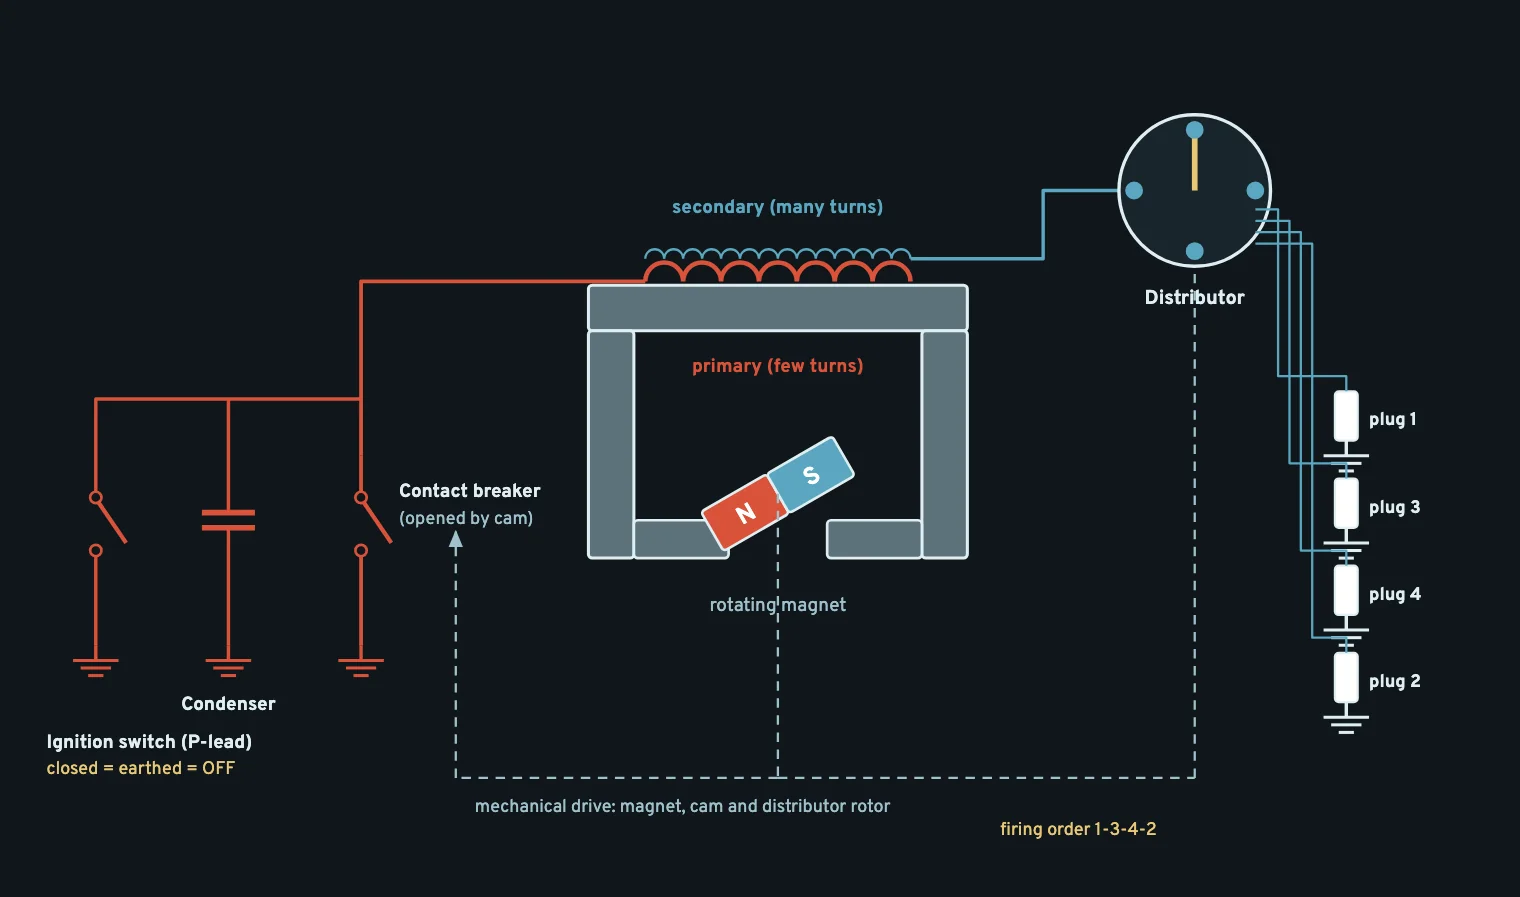 secondary (many turns)
Distributor
primary (few turns)
plug 1
S
Contact breaker
(opened by cam)
N
plug 3
rotating magnet
plug 4
plug 2
Condenser
Ignition switch (P-lead)
closed = earthed = OFF
mechanical drive: magnet, cam and distributor rotor
firing order 1-3-4-2